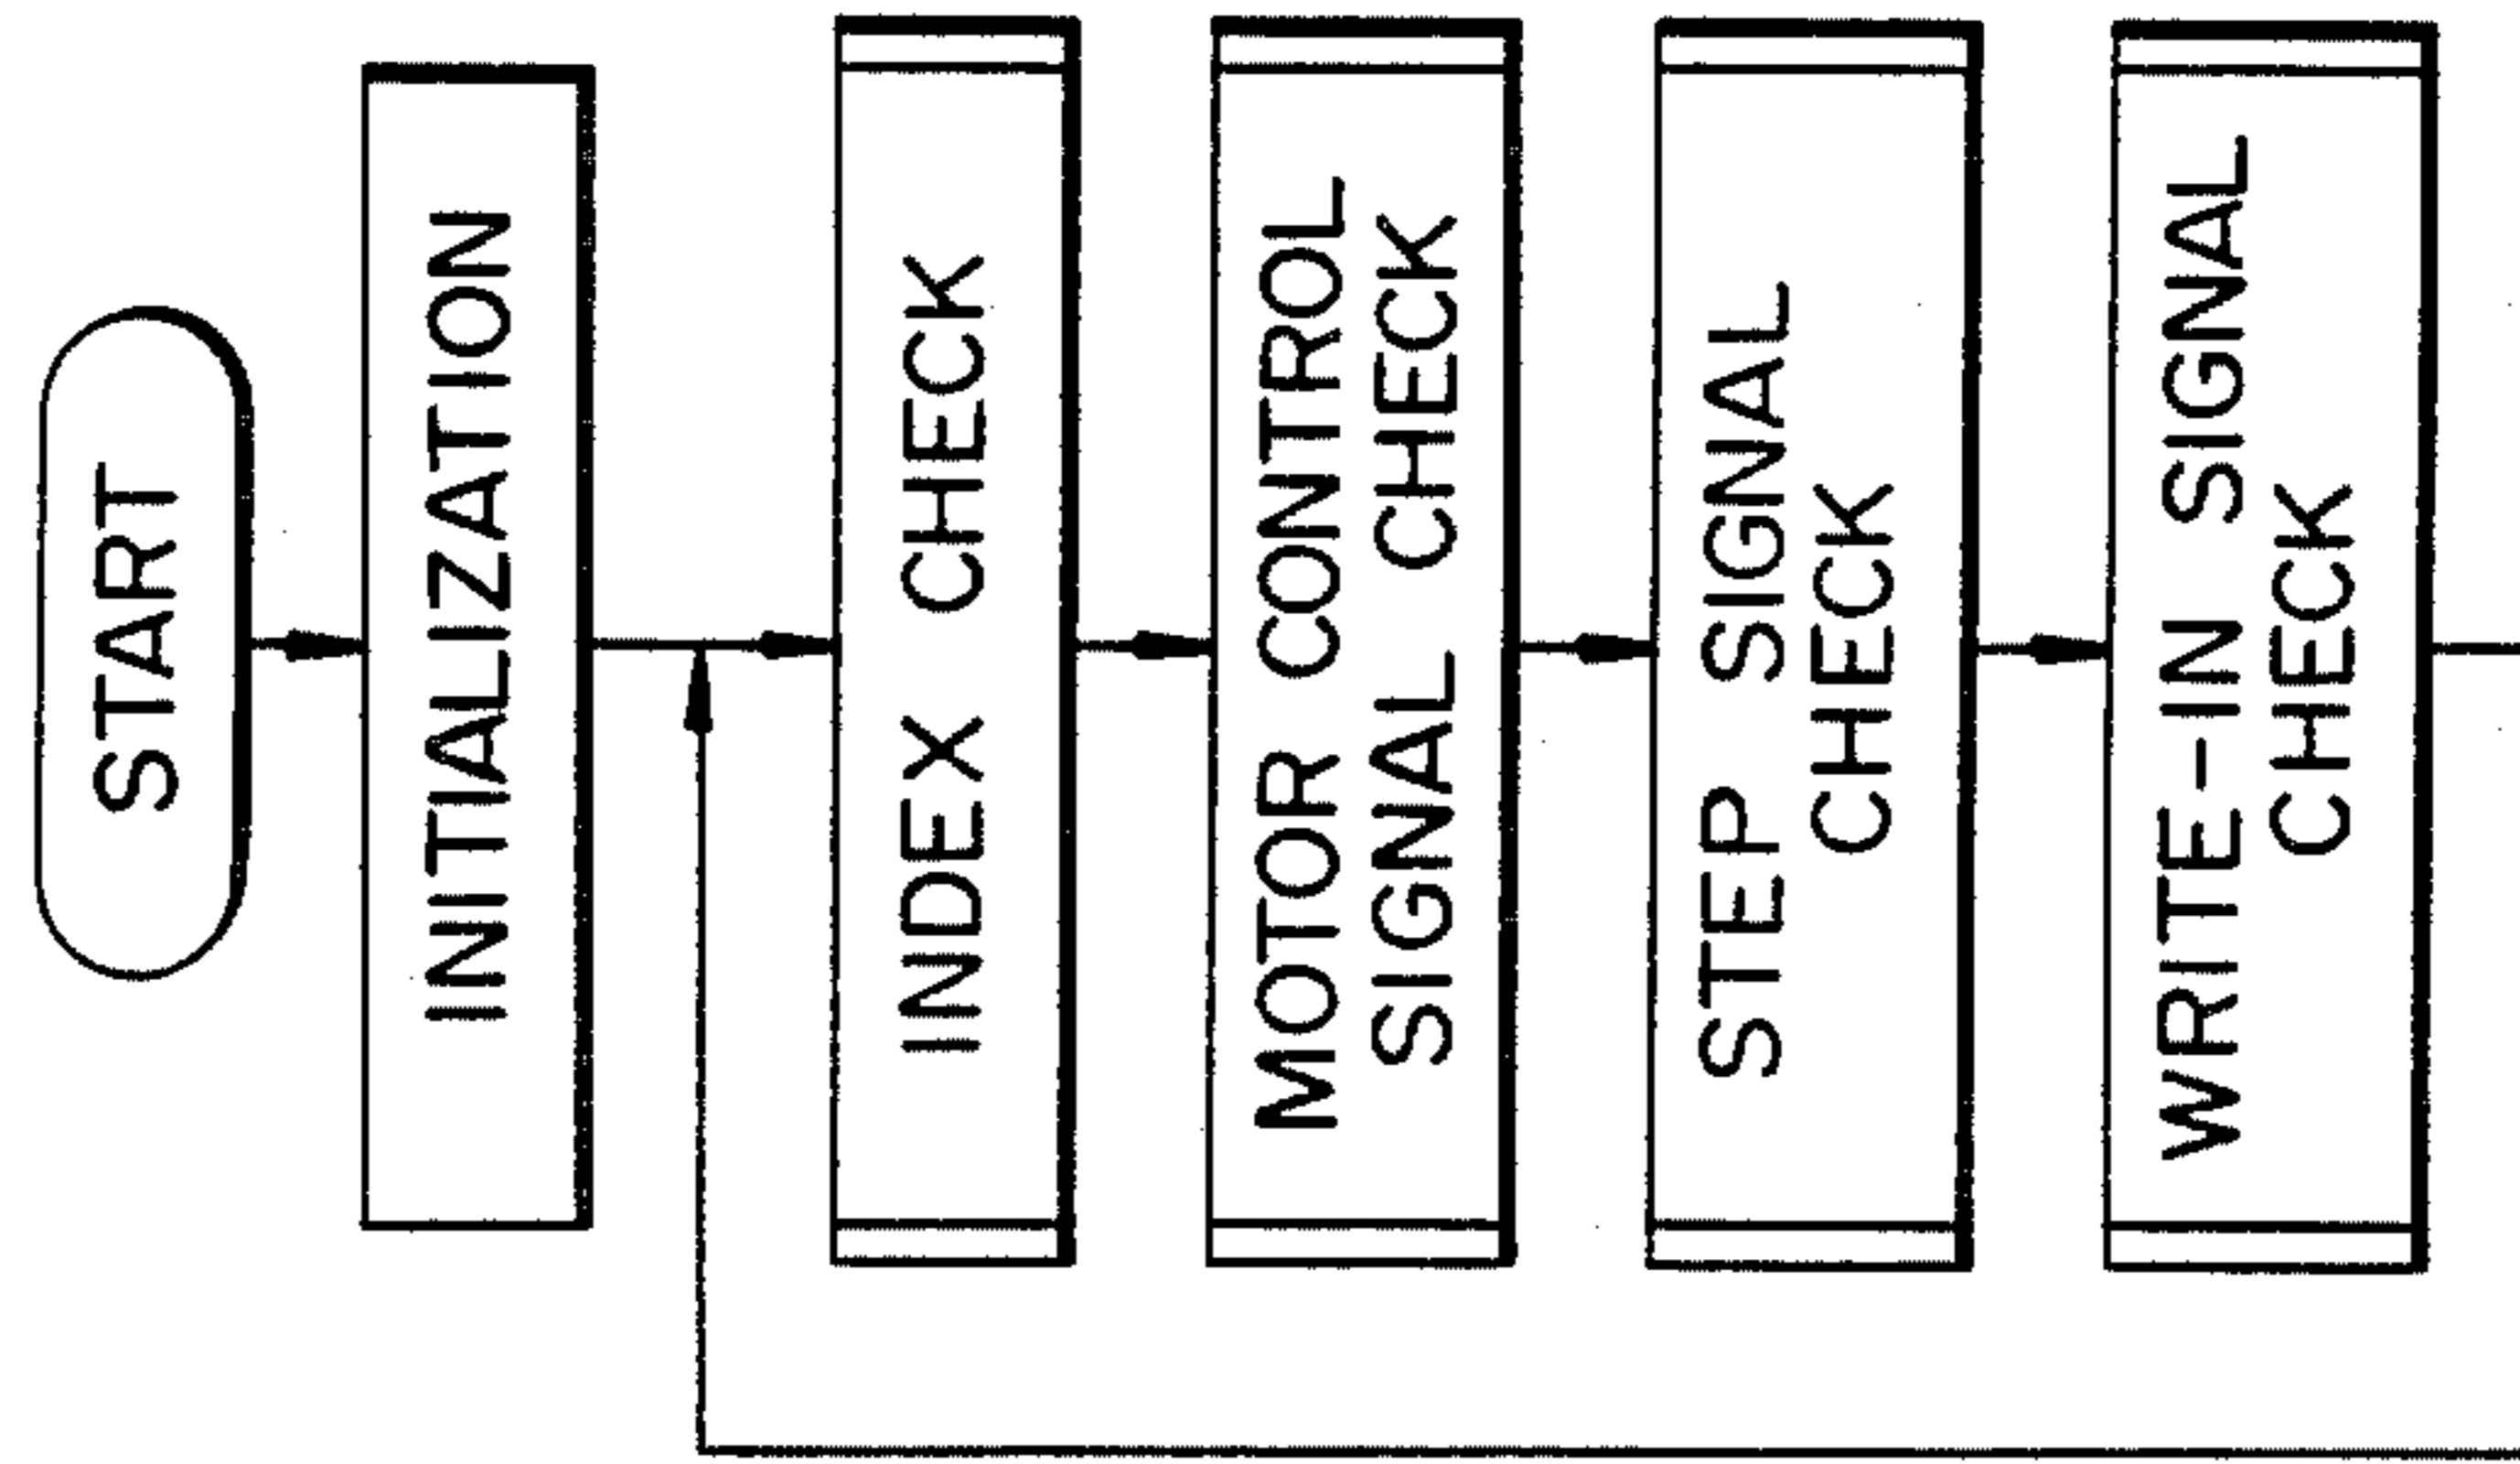 START
INITIALIZATION
INDEX CHECK
MOTOR CONTROL
SIGNAL CHECK
STEP SIGNAL
CHECK
WRITE-IN SIGNAL
CHECK